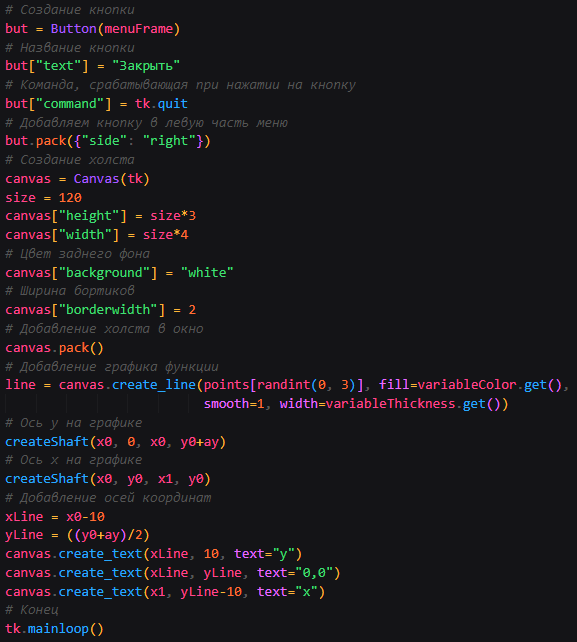 # Создание кнопки
but = Button(menuFrame)
# Название кнопки
but["text"] = "Закрыть"
# Команда, срабатывающая при нажатии на кнопку
but["command"] = tk.quit
# Добавляем кнопку в левую часть меню
but.pack({"side": "right"})
# Создание холста
canvas = Canvas(tk)
size = 120
canvas["height"] = size*3
canvas["width"] = size*4
# Цвет заднего фона
canvas["background"] = "white"
# Ширина бортиков
canvas["borderwidth"] = 2
# Добавление холста в окно
canvas.pack()
# Добавление графика функции
line = canvas.create_line(points[randint(0, 3)], fill=variableColor.get(),
smooth=1, width=variableThickness.get())
# Ось y на графике
createShaft(x0, 0, x0, y0+ay)
# Ось x на графике
createShaft(x0, y0, x1, y0)
# Добавление осей координат
xLine = x0-10
yLine = ((y0+ay)/2)
canvas.create_text(xLine, 10, text="y")
canvas.create_text(xLine, yLine, text="0,0")
canvas.create_text(x1, yLine-10, text="x")
# Конец
tk.mainloop()